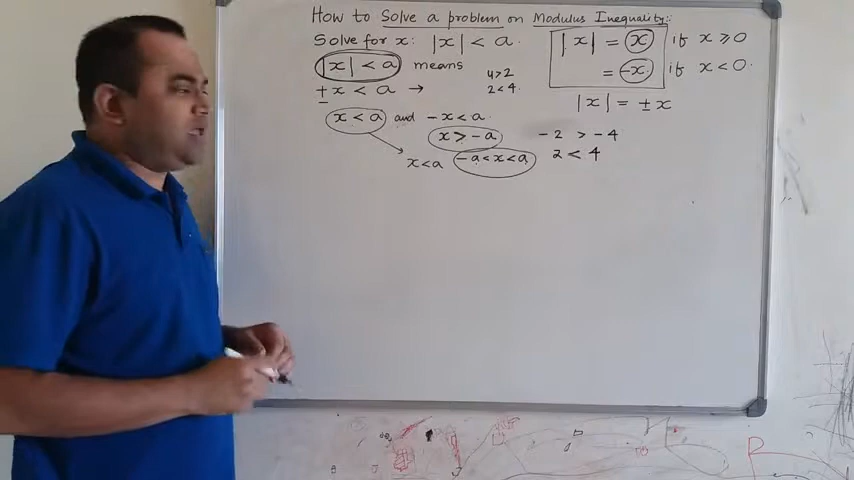 How to Solve a problem on Modulus Inequality:
Solve for x: |x| < a.
|x| < a means
± x < a →
x < a and -x < a.
x > -a
x < a -a < x < a
4 > 2
2 < 4.
|x| = x if x ≥ 0
= -x. if x < 0.
|x| = ± x
-2 > -4
2 < 4
R